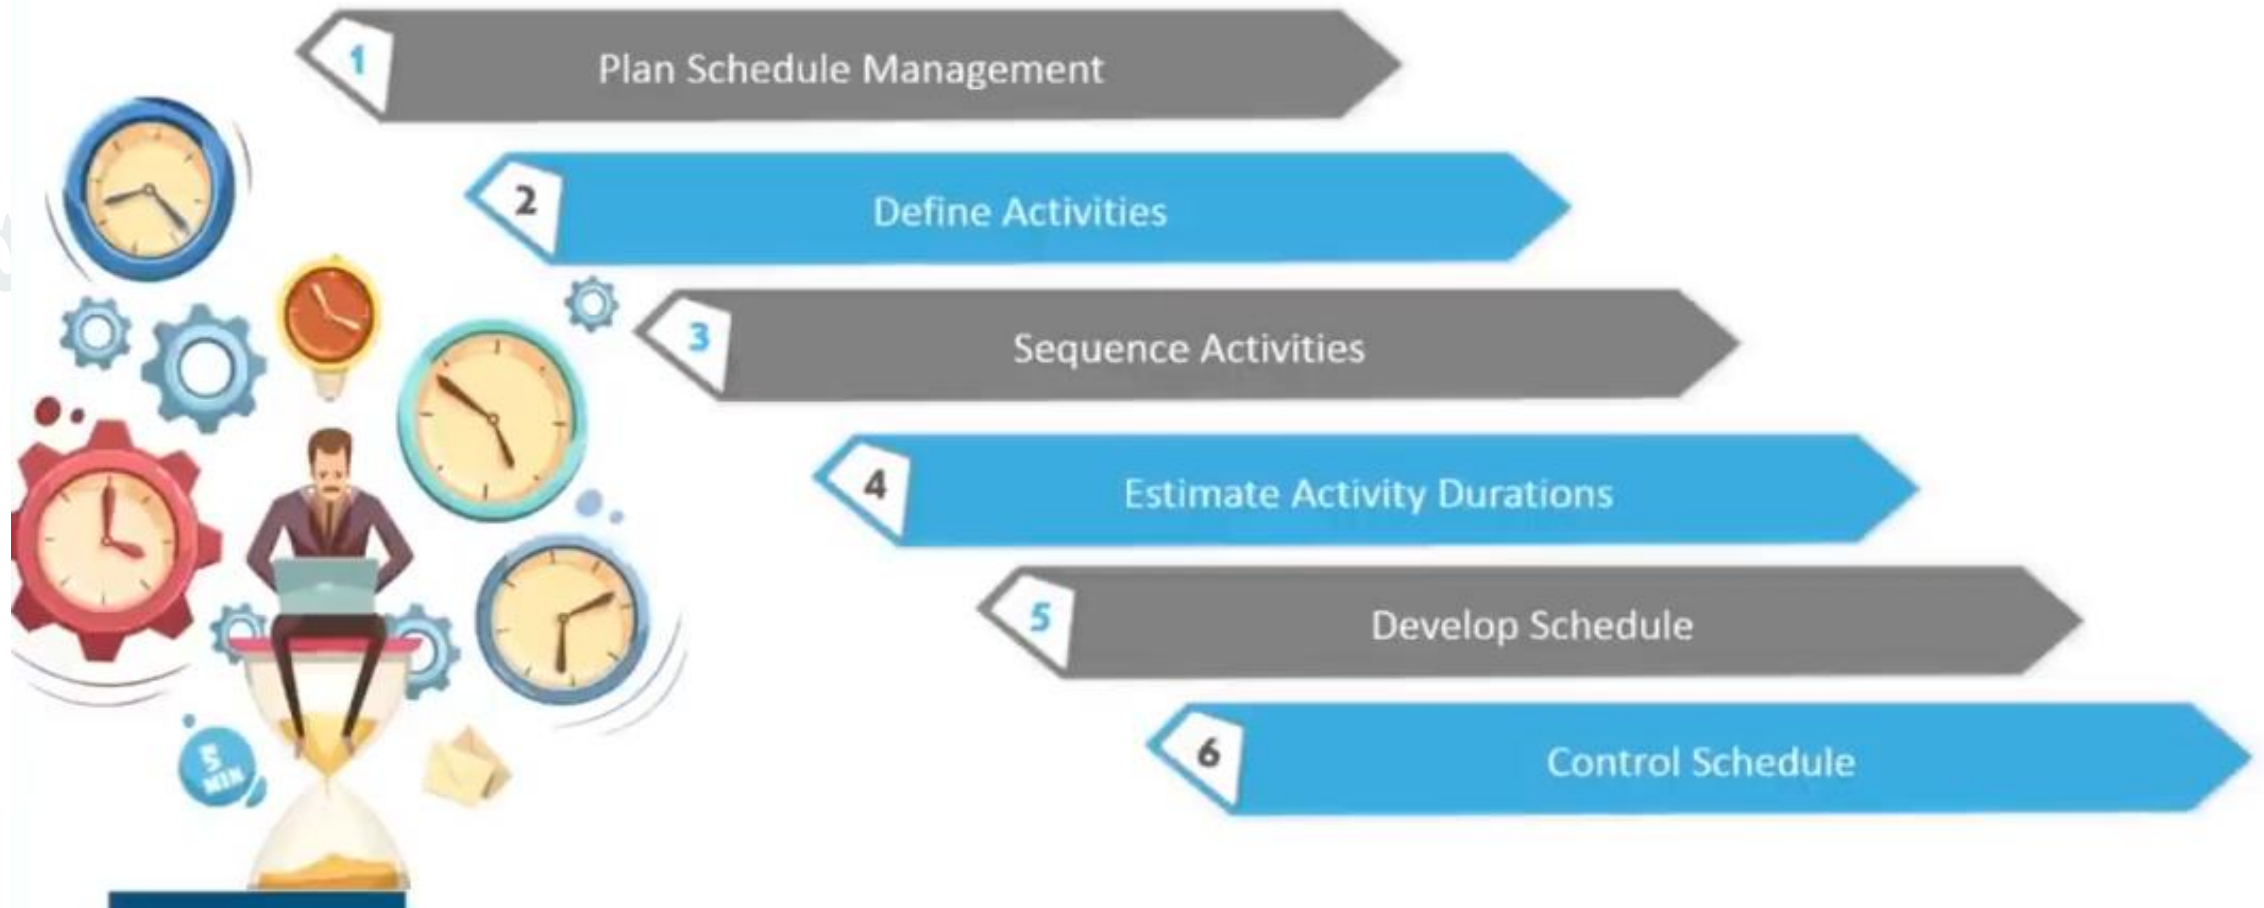 1
Plan Schedule Management
2
Define Activities
3
Sequence Activities
4
Estimate Activity Durations
5
Develop Schedule
6
Control Schedule
5
MIN